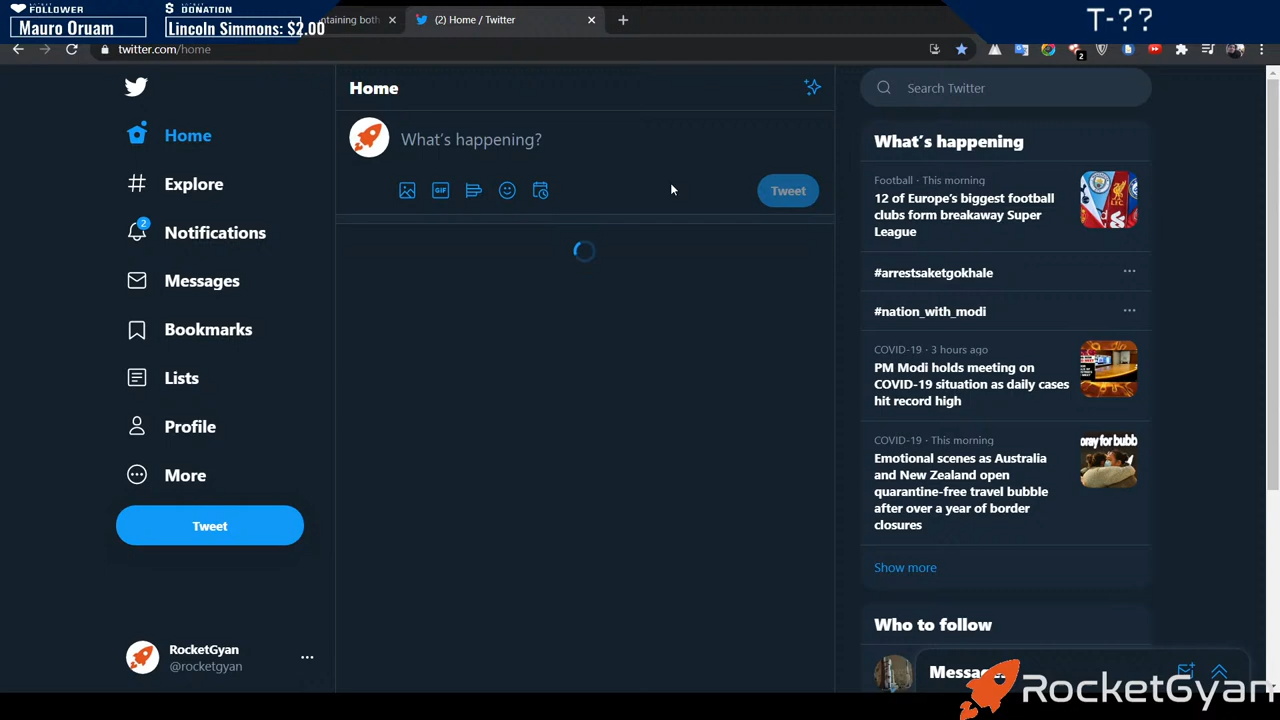 FOLLOWER
Mauro Oruam
$ DONATION
Lincoln Simmons: $2.00
ntaining both
(2) Home / Twitter
T-??
twitter.com/home
2
Home
Explore
2
Notifications
Messages
Bookmarks
Lists
Profile
More
Tweet
RocketGyan
@rocketgyan
Home
What's happening?
GIF
Tweet
Search Twitter
What's happening
Football · This morning
12 of Europe's biggest football
clubs form breakaway Super
League
#arrestsaketgokhale
#nation_with_modi
COVID-19 · 3 hours ago
PM Modi holds meeting on
COVID-19 situation as daily cases
hit record high
COVID-19 · This morning
Emotional scenes as Australia
and New Zealand open
quarantine-free travel bubble
after over a year of border
closures
Show more
Who to follow
RocketGyan